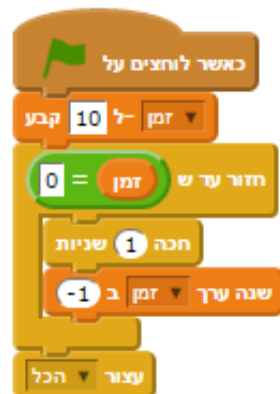 כאשר לוחצים על
קבע 10 ל- זמן
חזור עד ש זמן = 0
חכה 1 שניות
שנה ערך זמן ב -1
עצור הכל